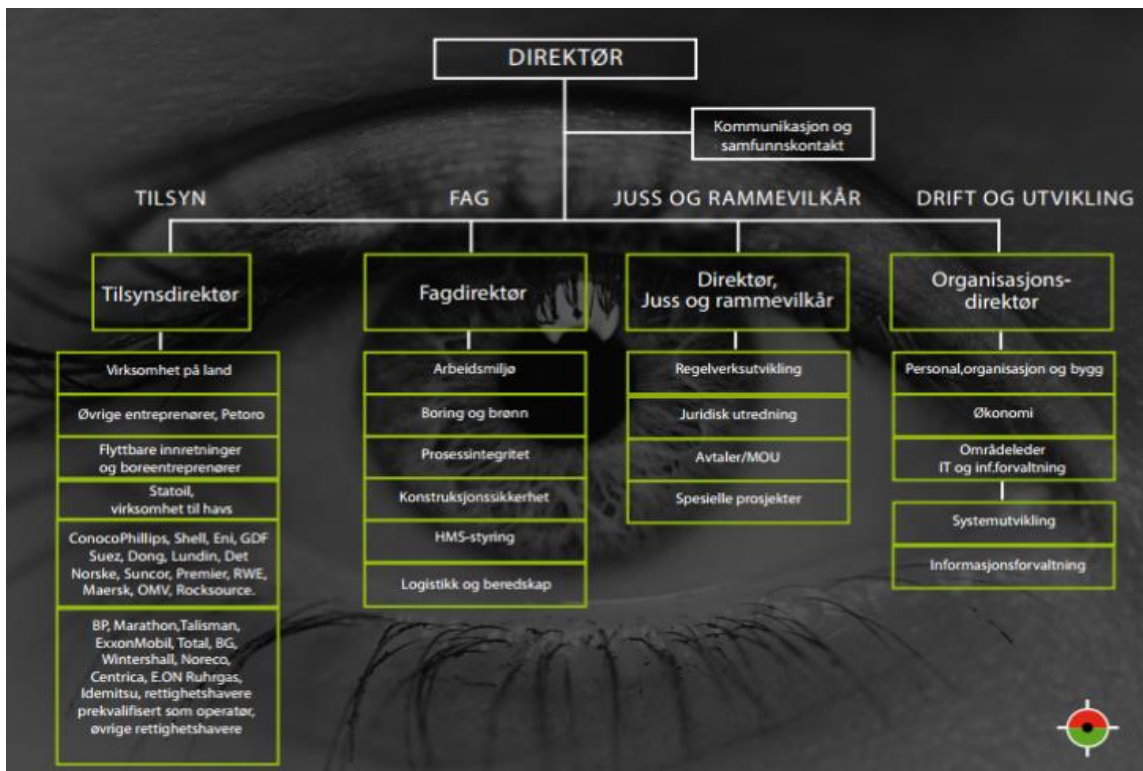 DIREKTØR
Kommunikasjon og
samfunnskontakt
TILSYN
FAG
JUSS OG RAMMEVILKÅR
DRIFT OG UTVIKLING
Tilsynsdirektør
Fagdirektør
Direktør,
Juss og rammevilkår
Organisasjons-
direktør
Virksomhet på land
Øvrige entreprenører, Petoro
Flyttbare innretninger
og boreentreprenører
Statoil,
virksomhet til havs
ConocoPhillips, Shell, Eni, GDF
Suez, Dong, Lundin, Det
Norske, Suncor, Premier, RWE,
Maersk, OMV, Rocksource.
BP, Marathon,Talisman,
ExxonMobil, Total, BG,
Wintershall, Noreco,
Centrica, E.ON Ruhrgas,
Idemitsu, rettighetshavere
prekvalifisert som operatør,
øvrige rettighetshavere
Arbeidsmiljø
Boring og brønn
Prosessintegritet
Konstruksjonssikkerhet
HMS-styring
Logistikk og beredskap
Regelverksutvikling
Juridisk utredning
Avtaler/MOU
Spesielle prosjekter
Personal,organisasjon og bygg
Økonomi
Områdeleder
IT og inf.forvaltning
Systemutvikling
Informasjonsforvaltning